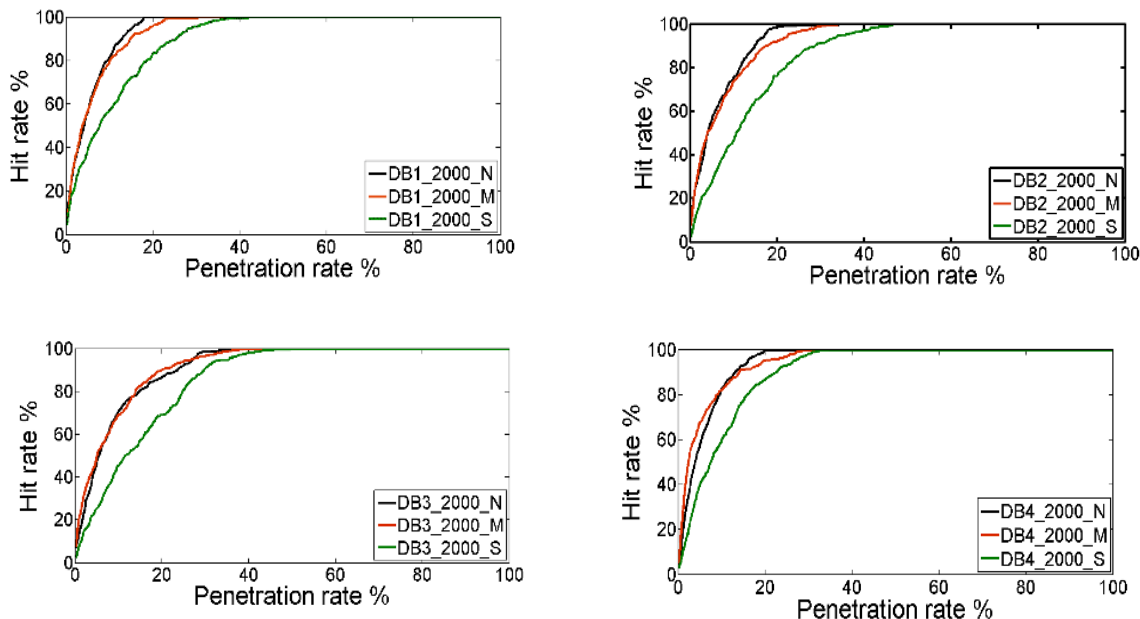 100
80
60
40
20
0
Hit rate %
DB1_2000_N
DB1_2000_M
DB1_2000_S
0 20 40 60 80 100
Penetration rate %
100
80
60
40
20
0
Hit rate %
DB2_2000_N
DB2_2000_M
DB2_2000_S
0 20 40 60 80 100
Penetration rate %
100
80
60
40
20
0
Hit rate %
DB3_2000_N
DB3_2000_M
DB3_2000_S
0 20 40 60 80 100
Penetration rate %
100
80
60
40
20
0
Hit rate %
DB4_2000_N
DB4_2000_M
DB4_2000_S
0 20 40 60 80 100
Penetration rate %